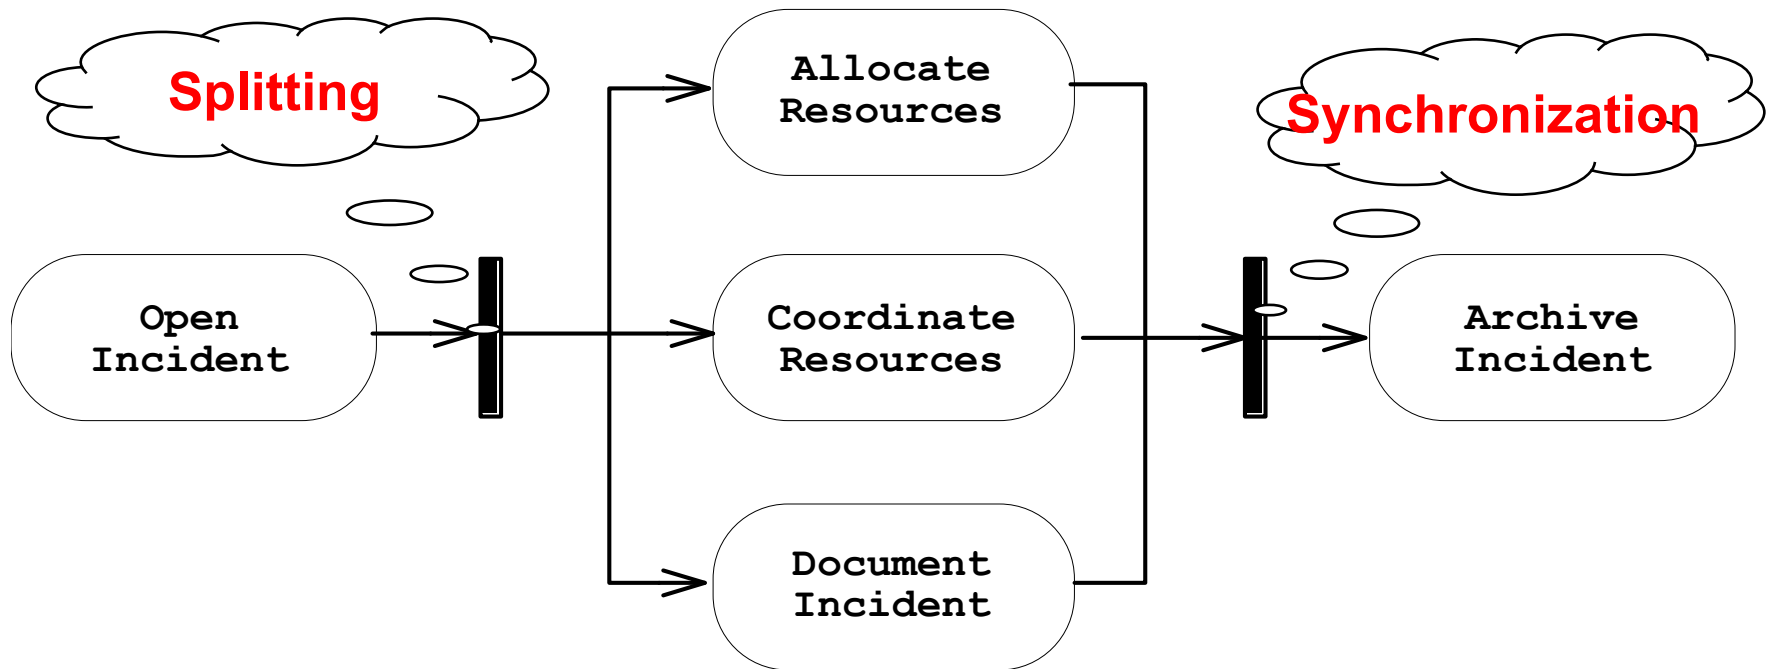 Splitting
Allocate
Resources
Synchronization
Open
Incident
Coordinate
Resources
Archive
Incident
Document
Incident